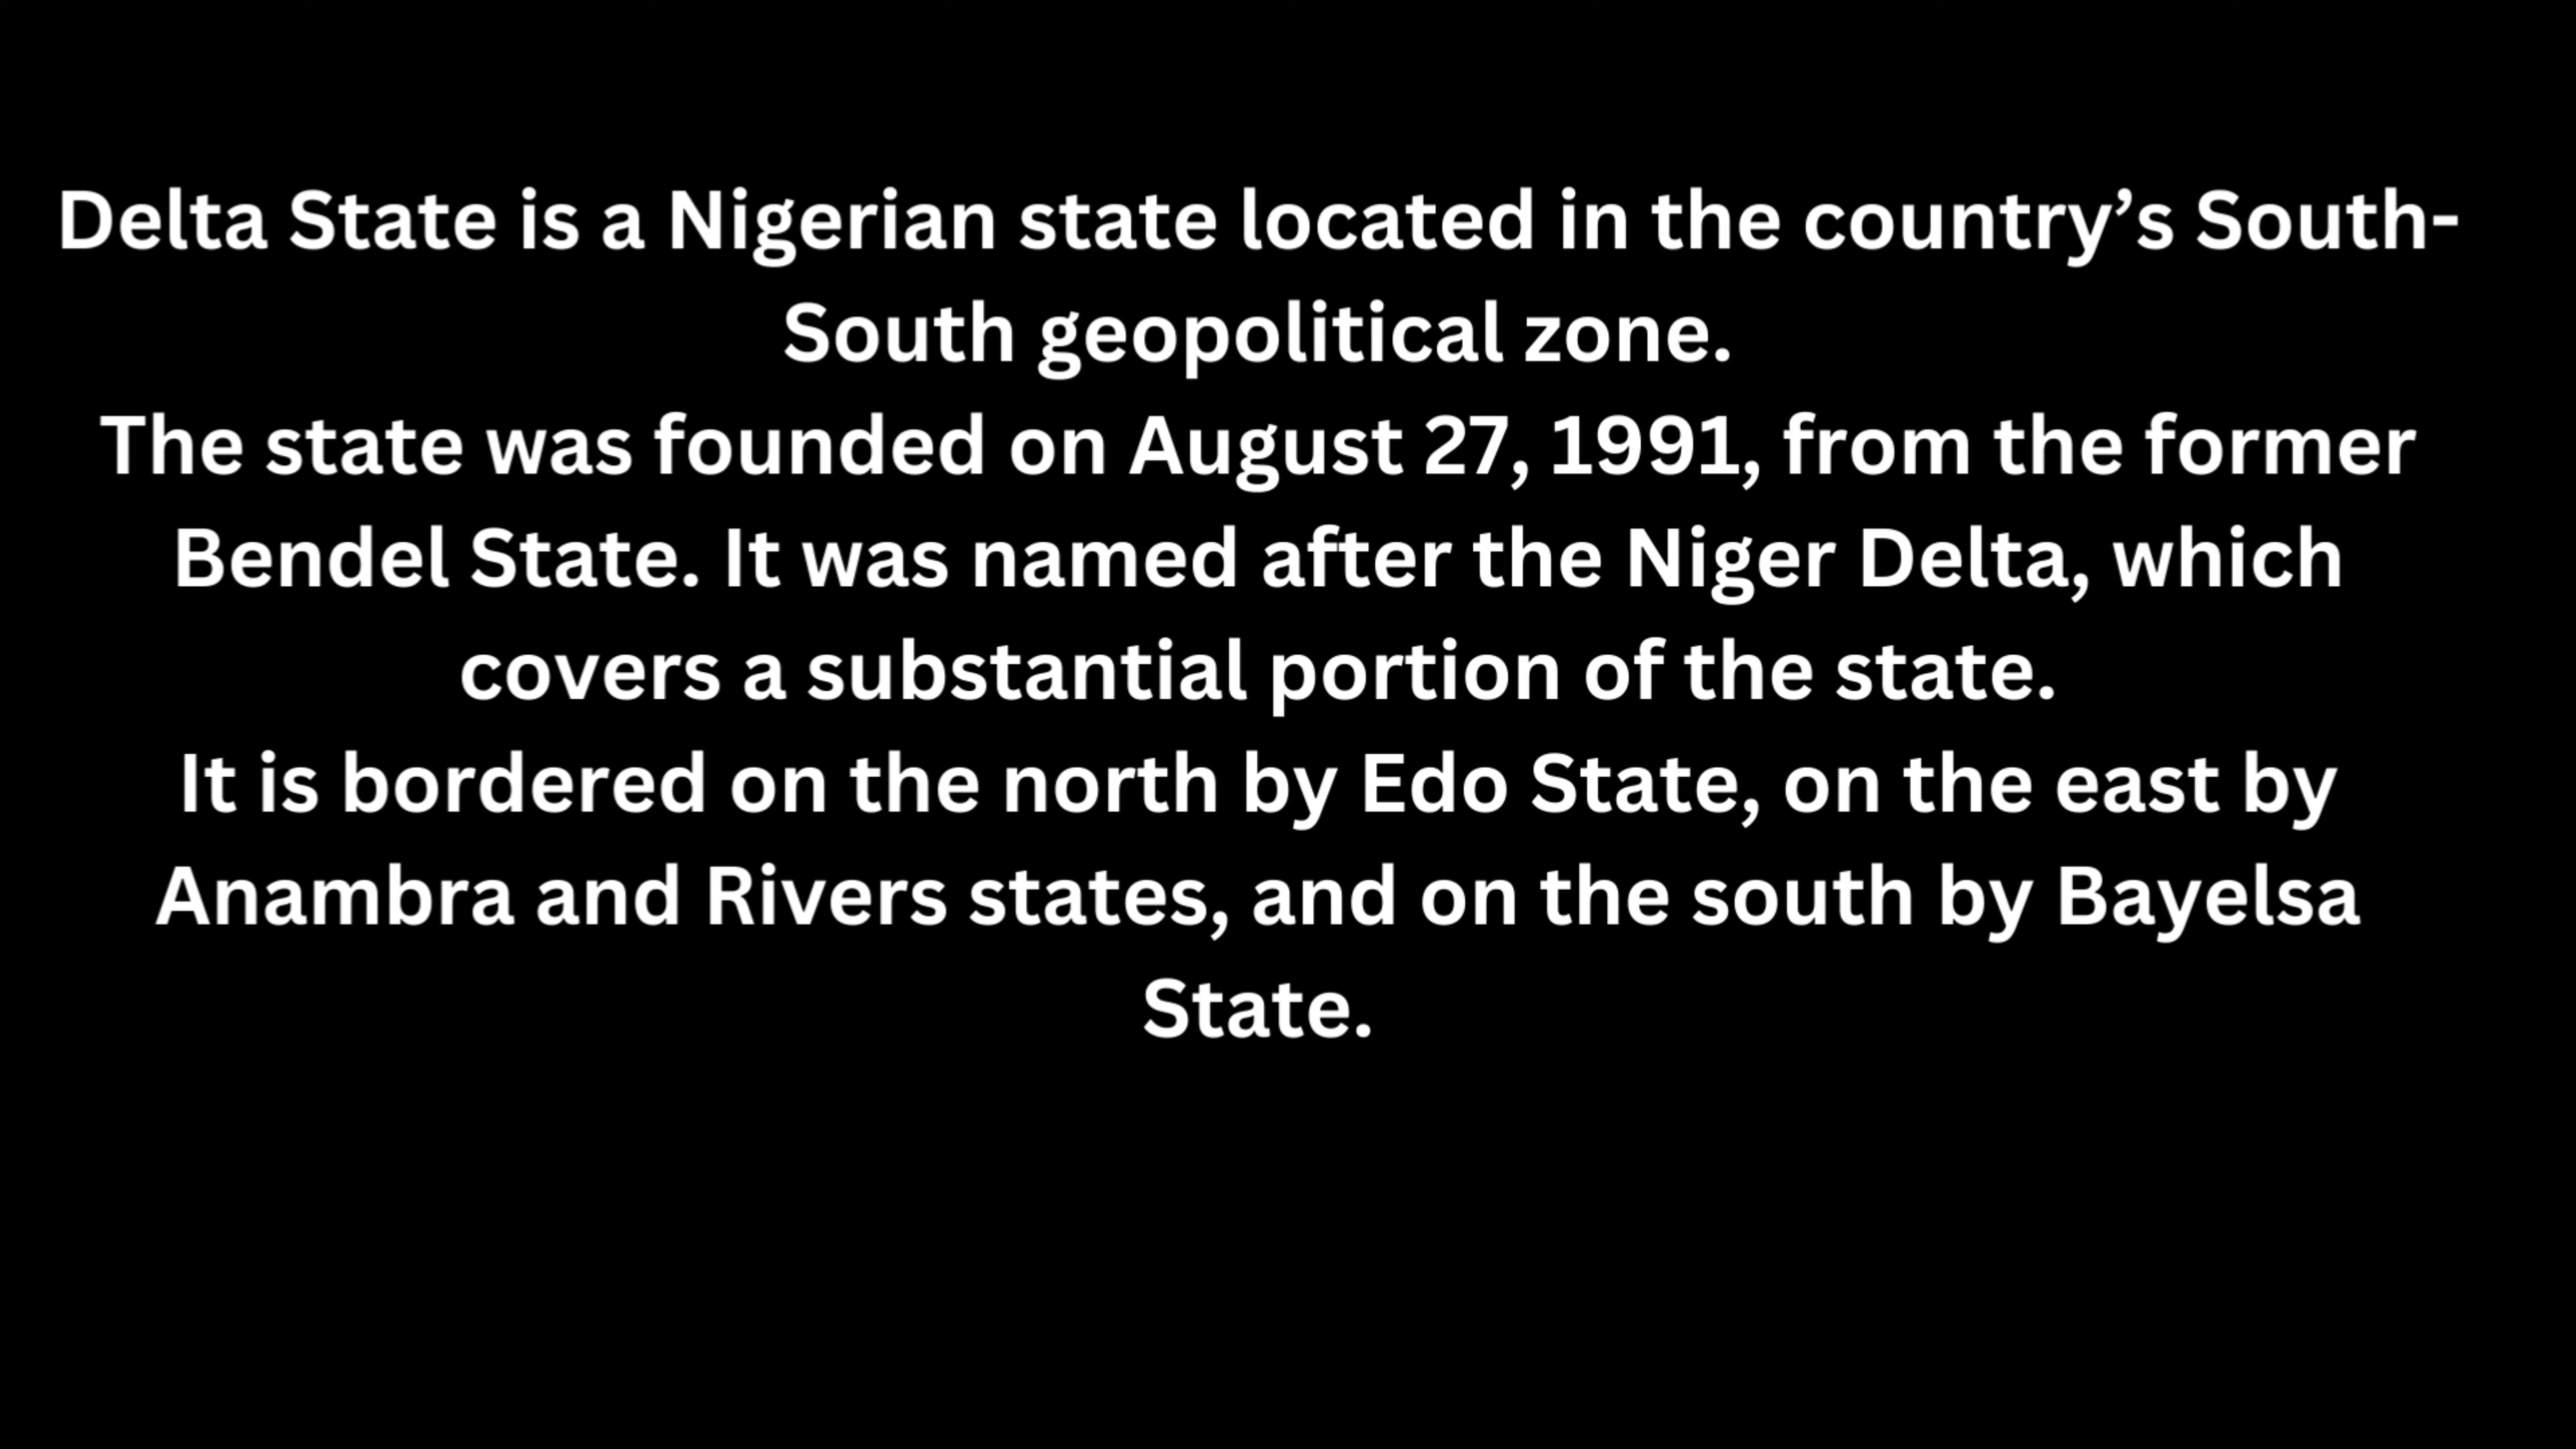 Delta State is a Nigerian state located in the country’s South-
South geopolitical zone.
The state was founded on August 27, 1991, from the former
Bendel State. It was named after the Niger Delta, which
covers a substantial portion of the state.
It is bordered on the north by Edo State, on the east by
Anambra and Rivers states, and on the south by Bayelsa
State.